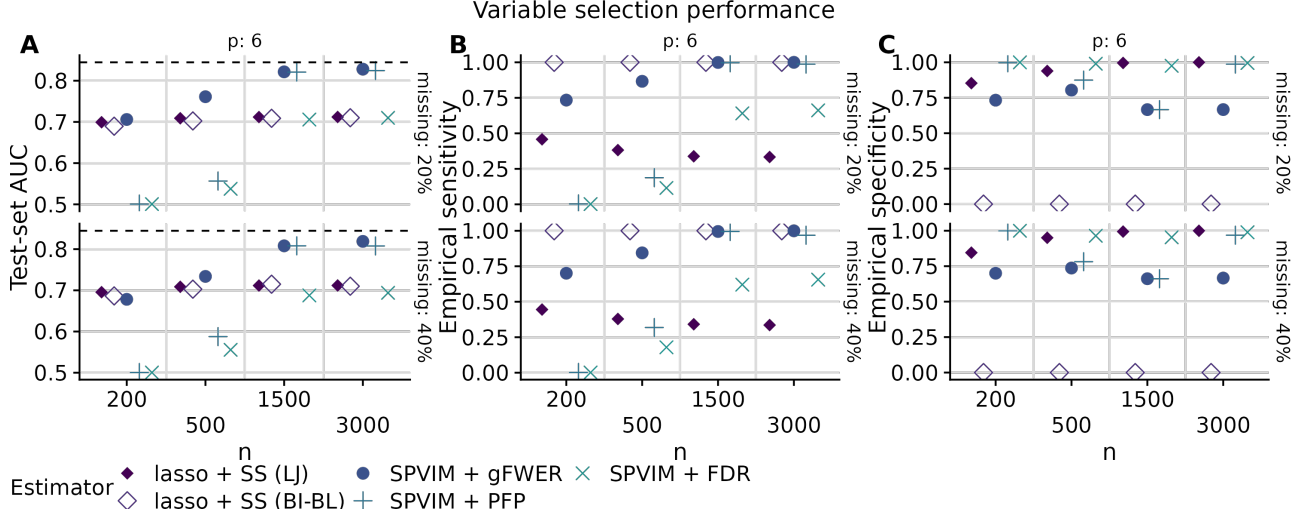 Variable selection performance
A
p: 6
B
p: 6
C
p: 6
Test-set AUC
0.8
0.7
0.6
0.5
missing: 20%
0.8
0.7
0.6
0.5
missing: 40%
200
500
1500
3000
n
Empirical sensitivity
1.00
0.75
0.50
0.25
0.00
missing: 20%
1.00
0.75
0.50
0.25
0.00
missing: 40%
200
500
1500
3000
n
Empirical specificity
1.00
0.75
0.50
0.25
0.00
missing: 20%
1.00
0.75
0.50
0.25
0.00
missing: 40%
200
500
1500
3000
n
Estimator
lasso + SS (LJ)
lasso + SS (BI-BL)
SPVIM + gFWER
SPVIM + PFP
SPVIM + FDR